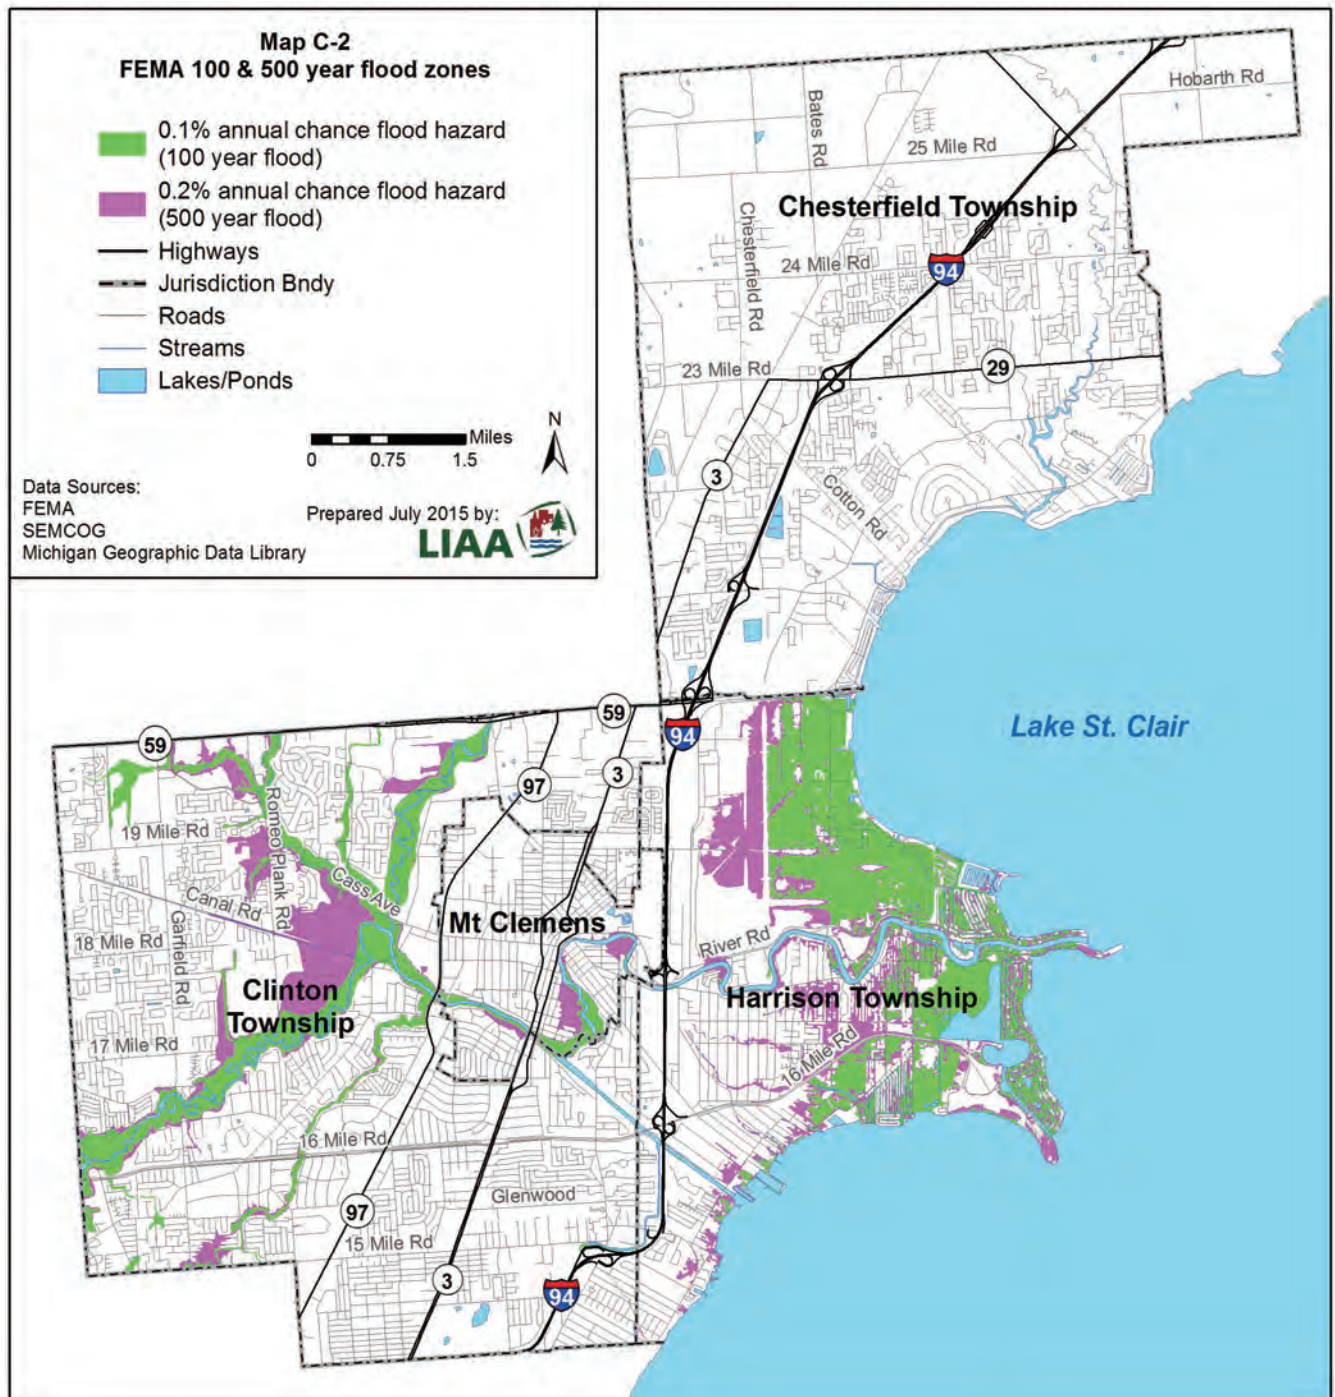 Map C-2
FEMA 100 & 500 year flood zones
0.1% annual chance flood hazard
(100 year flood)
0.2% annual chance flood hazard
(500 year flood)
Highways
Jurisdiction Bndy
Roads
Streams
Lakes/Ponds
Miles
0 0.75 1.5
N
Data Sources:
FEMA
SEMCOG
Michigan Geographic Data Library
Prepared July 2015 by:
LIAA
Hobarth Rd
Bates Rd
25 Mile Rd
Chesterfield Township
Chesterfield Rd
24 Mile Rd
94
23 Mile Rd
29
3
Cotton Rd
59
94
Lake St. Clair
59
97
3
19 Mile Rd
Romeo Plank Rd
Cass Ave
Canal Rd
Garfield Rd
18 Mile Rd
Mt Clemens
River Rd
Clinton
Township
Harrison Township
17 Mile Rd
16 Mile Rd
16 Mile Rd
Glenwood
97
15 Mile Rd
3
94